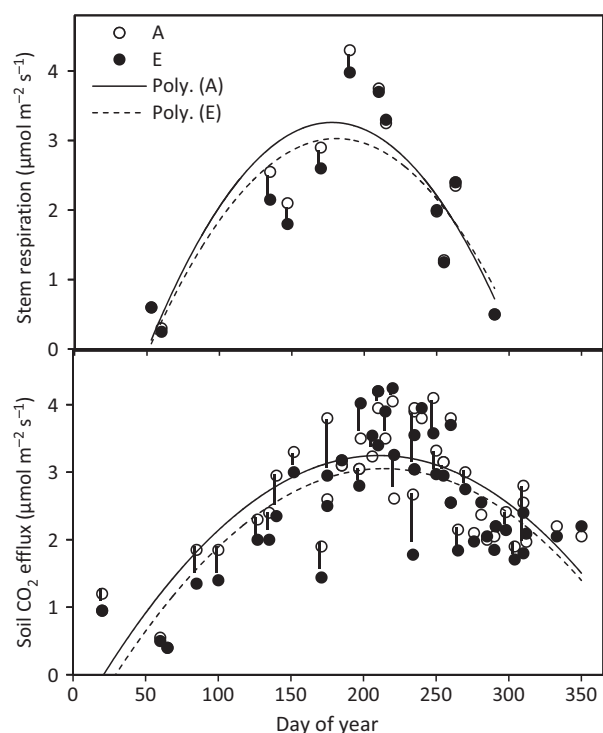 A
E
Poly. (A)
Poly. (E)
Stem respiration (µmol m⁻² s⁻¹)
4
3
2
1
0
Soil CO₂ efflux (µmol m⁻² s⁻¹)
4
3
2
1
0
0 50 100 150 200 250 300 350
Day of year